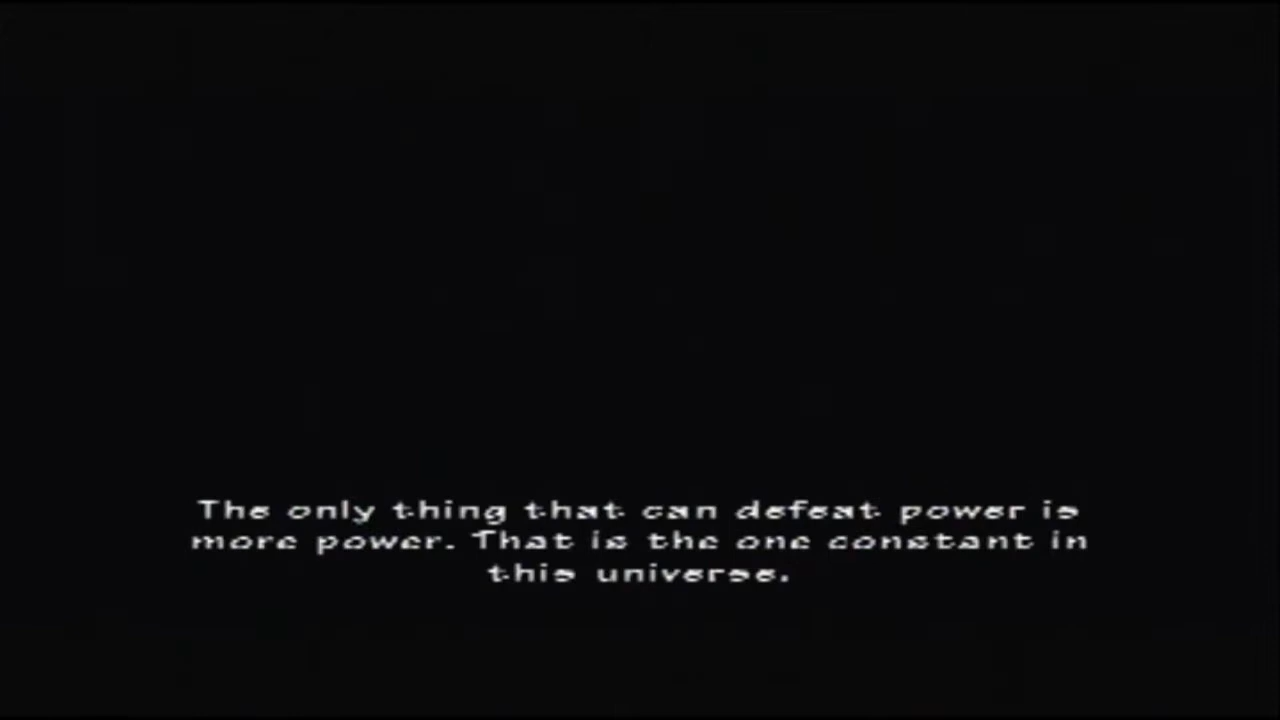 The only thing that can defeat power is
more power. That is the one constant in
this universe.